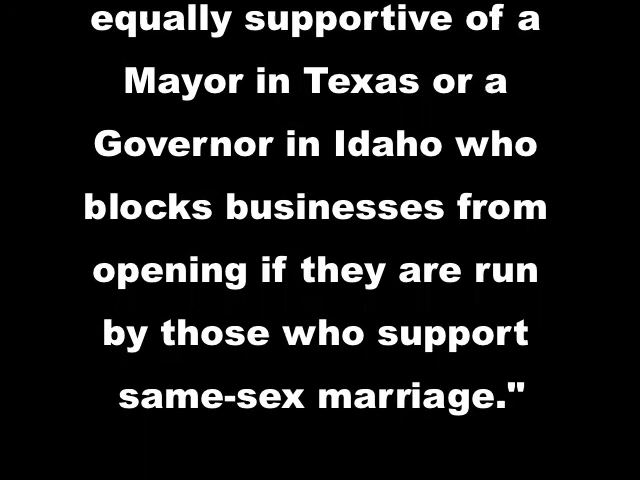 equally supportive of a
Mayor in Texas or a
Governor in Idaho who
blocks businesses from
opening if they are run
by those who support
same-sex marriage."